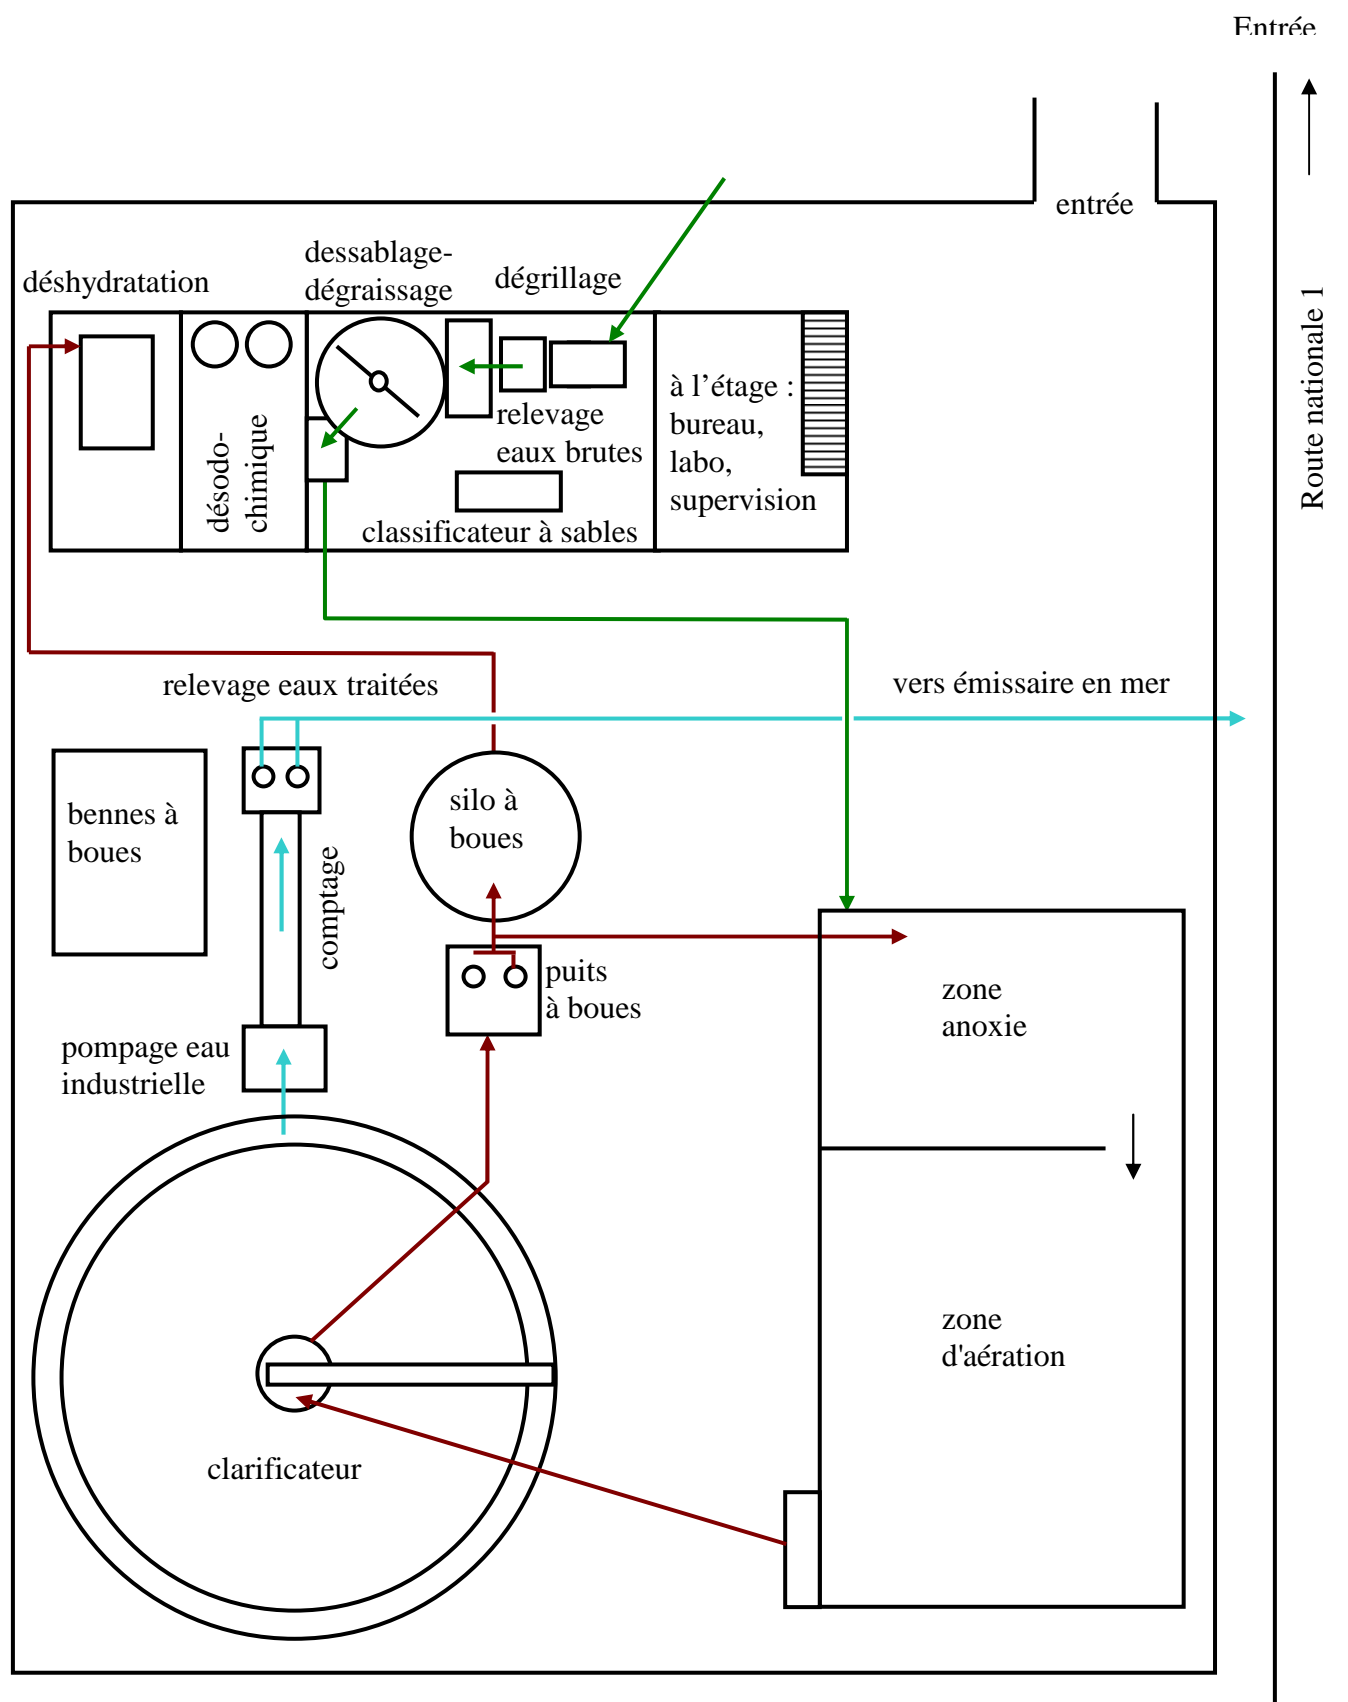 Entrée
entrée
dessablage-
dégraissage
déshydratation
dégrillage
Route nationale 1
à l’étage :
bureau,
labo,
supervision
relevage
eaux brutes
désodo-
chimique
classificateur à sables
relevage eaux traitées
vers émissaire en mer
bennes à
boues
silo à
boues
comptage
puits
à boues
zone
anoxie
pompage eau
industrielle
zone
d'aération
clarificateur